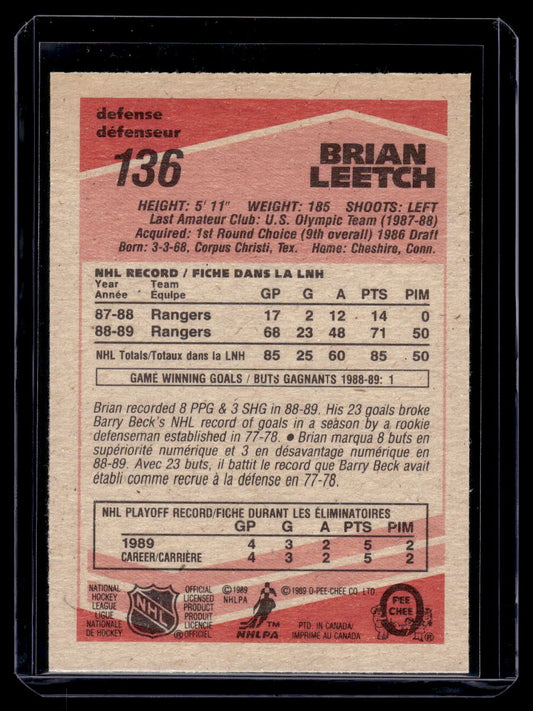 defense
défenseur
136
BRIAN
LEETCH
HEIGHT: 5' 11" WEIGHT: 185 SHOOTS: LEFT
Last Amateur Club: U.S. Olympic Team (1987-88)
Acquired: 1st Round Choice (9th overall) 1986 Draft
Born: 3-3-68, Corpus Christi, Tex. Home: Cheshire, Conn.
NHL RECORD / FICHE DANS LA LNH
Year Team
Année Equipe GP G A PTS PIM
87-88 Rangers 17 2 12 14 0
88-89 Rangers 68 23 48 71 50
NHL Totals/Totaux dans la LNH 85 25 60 85 50
GAME WINNING GOALS / BUTS GAGNANTS 1988-89: 1
Brian recorded 8 PPG & 3 SHG in 88-89. His 23 goals broke
Barry Beck's NHL record of goals in a season by a rookie
defenseman established in 77-78. • Brian marqua 8 buts en
supériorité numérique et 3 en désavantage numérique en
88-89. Avec 23 buts, il battit le record que Barry Beck avait
établi comme recrue à la défense en 77-78.
NHL PLAYOFF RECORD/FICHE DURANT LES ÉLIMINATOIRES
GP G A PTS PIM
1989 4 3 2 5 2
CAREER/CARRIÈRE 4 3 2 5 2
NATIONAL
HOCKEY
LEAGUE
LIGUE
NATIONALE
DE HOCKEY
NHL
®
OFFICIAL
LICENSED
PRODUCT
PRODUIT
LICENCIÉ
OFFICIEL
©1989
NHLPA
TM
NHLPA
©1989 O-PEE-CHEE CO. LTD.
PTD. IN CANADA/
IMPRIMÉ AU CANADA
O
PEE
CHEE
®